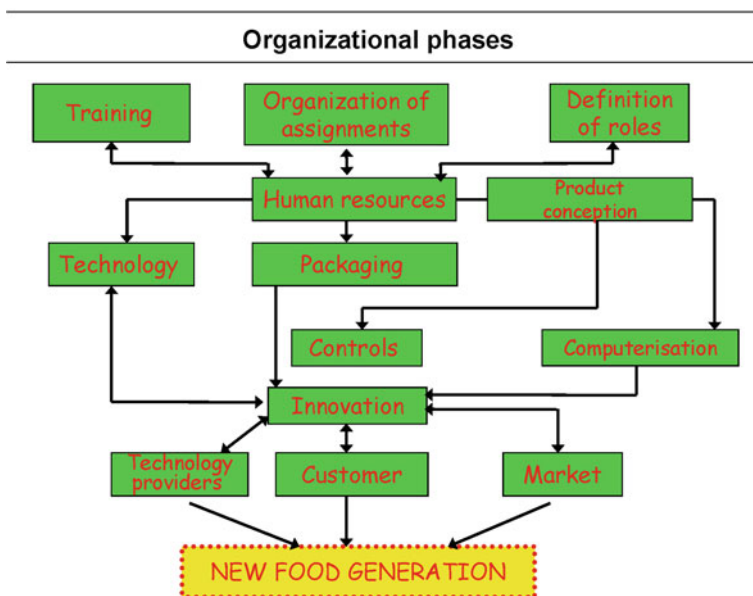 Organizational phases
Training
Organization of
assignments
Definition
of roles
Human resources
Product
conception
Technology
Packaging
Controls
Computerisation
Innovation
Technology
providers
Customer
Market
NEW FOOD GENERATION